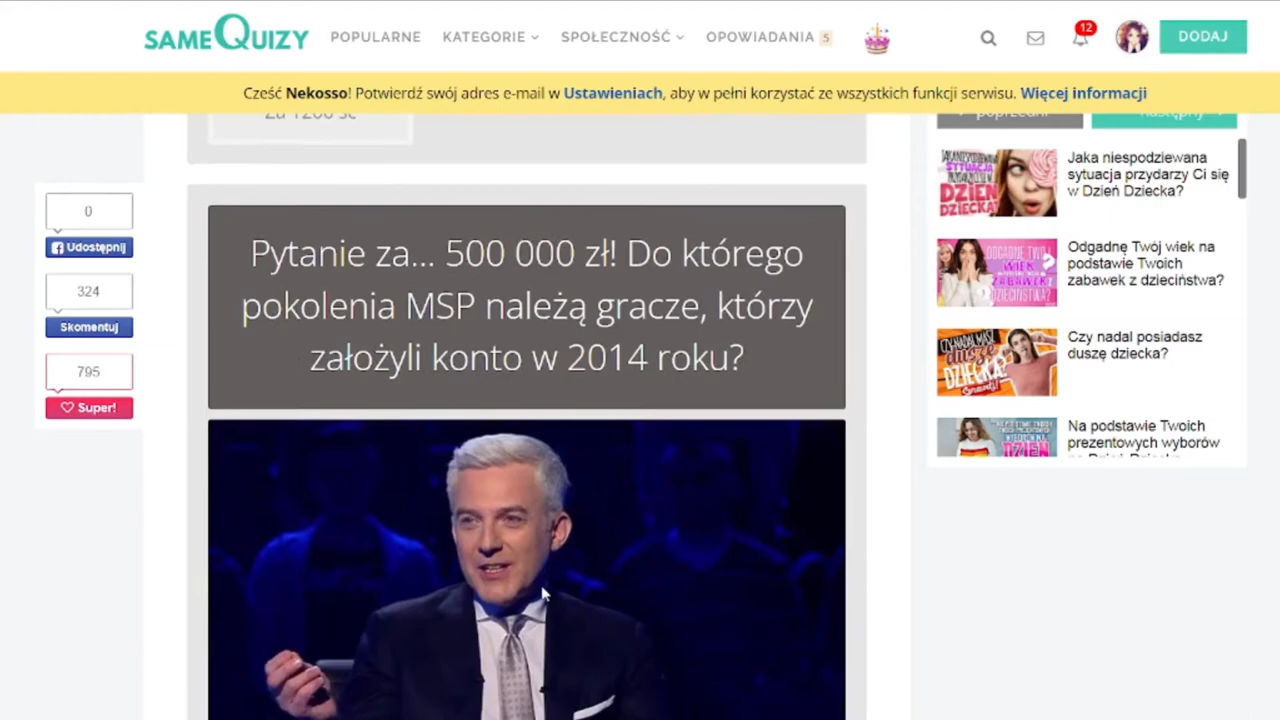 SAMEQUIZY
POPULARNE
KATEGORIE
SPOŁECZNOŚĆ
OPOWIADANIA 5
12
DODAJ
Cześć Nekosso! Potwierdź swój adres e-mail w Ustawieniach, aby w pełni korzystać ze wszystkich funkcji serwisu. Więcej informacji
0
Udostępnij
324
Skomentuj
795
Super!
Pytanie za... 500 000 zł! Do którego
pokolenia MSP należą gracze, którzy
założyli konto w 2014 roku?
Jaka niespodziewana
sytuacja przydarzy Ci się
w Dzień Dziecka?
Odgadnę Twój wiek na
podstawie Twoich
zabawek z dzieciństwa?
Czy nadal posiadasz
duszę dziecka?
Na podstawie Twoich
prezentowych wyborów